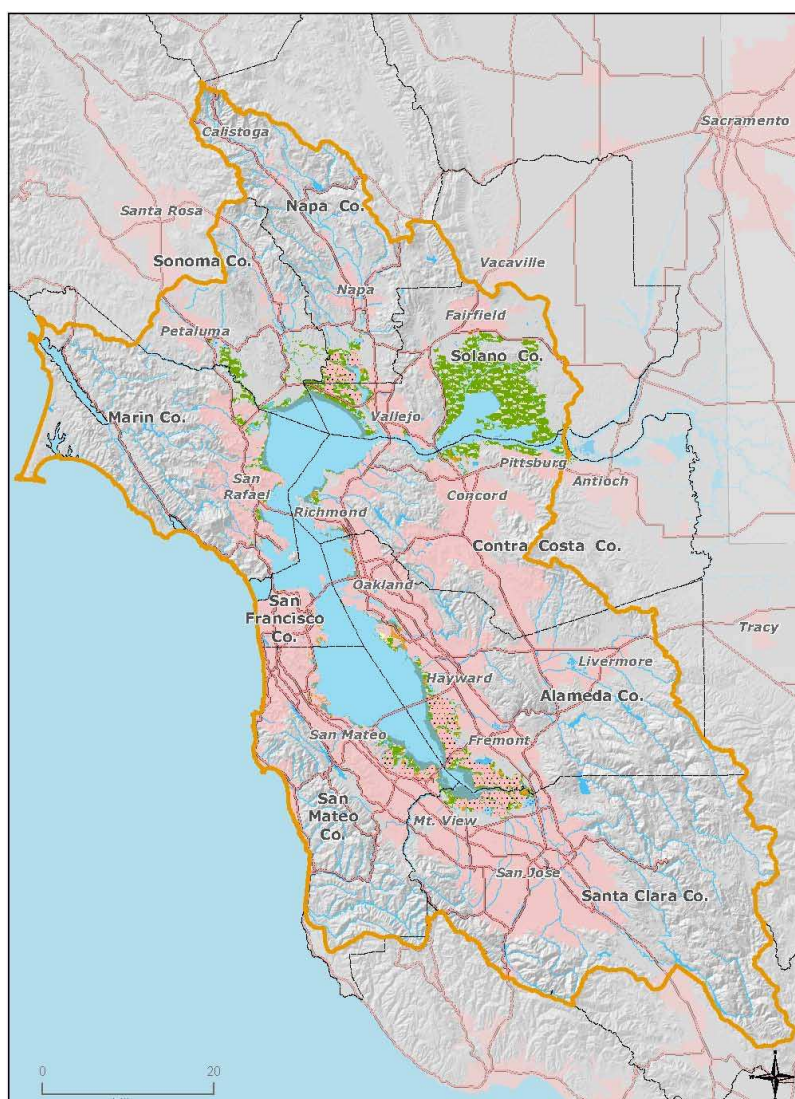 Sacramento
Calistoga
Napa Co.
Santa Rosa
Sonoma Co.
Vacaville
Napa
Fairfield
Petaluma
Solano Co.
Marin Co.
Vallejo
Pittsburg
San
Rafael
Concord
Antioch
Richmond
Contra Costa Co.
Oakland
San
Francisco
Co.
Tracy
Livermore
Hayward
Alameda Co.
San Mateo
Fremont
San
Mateo
Co.
Mt. View
San Jose
Santa Clara Co.
0 20